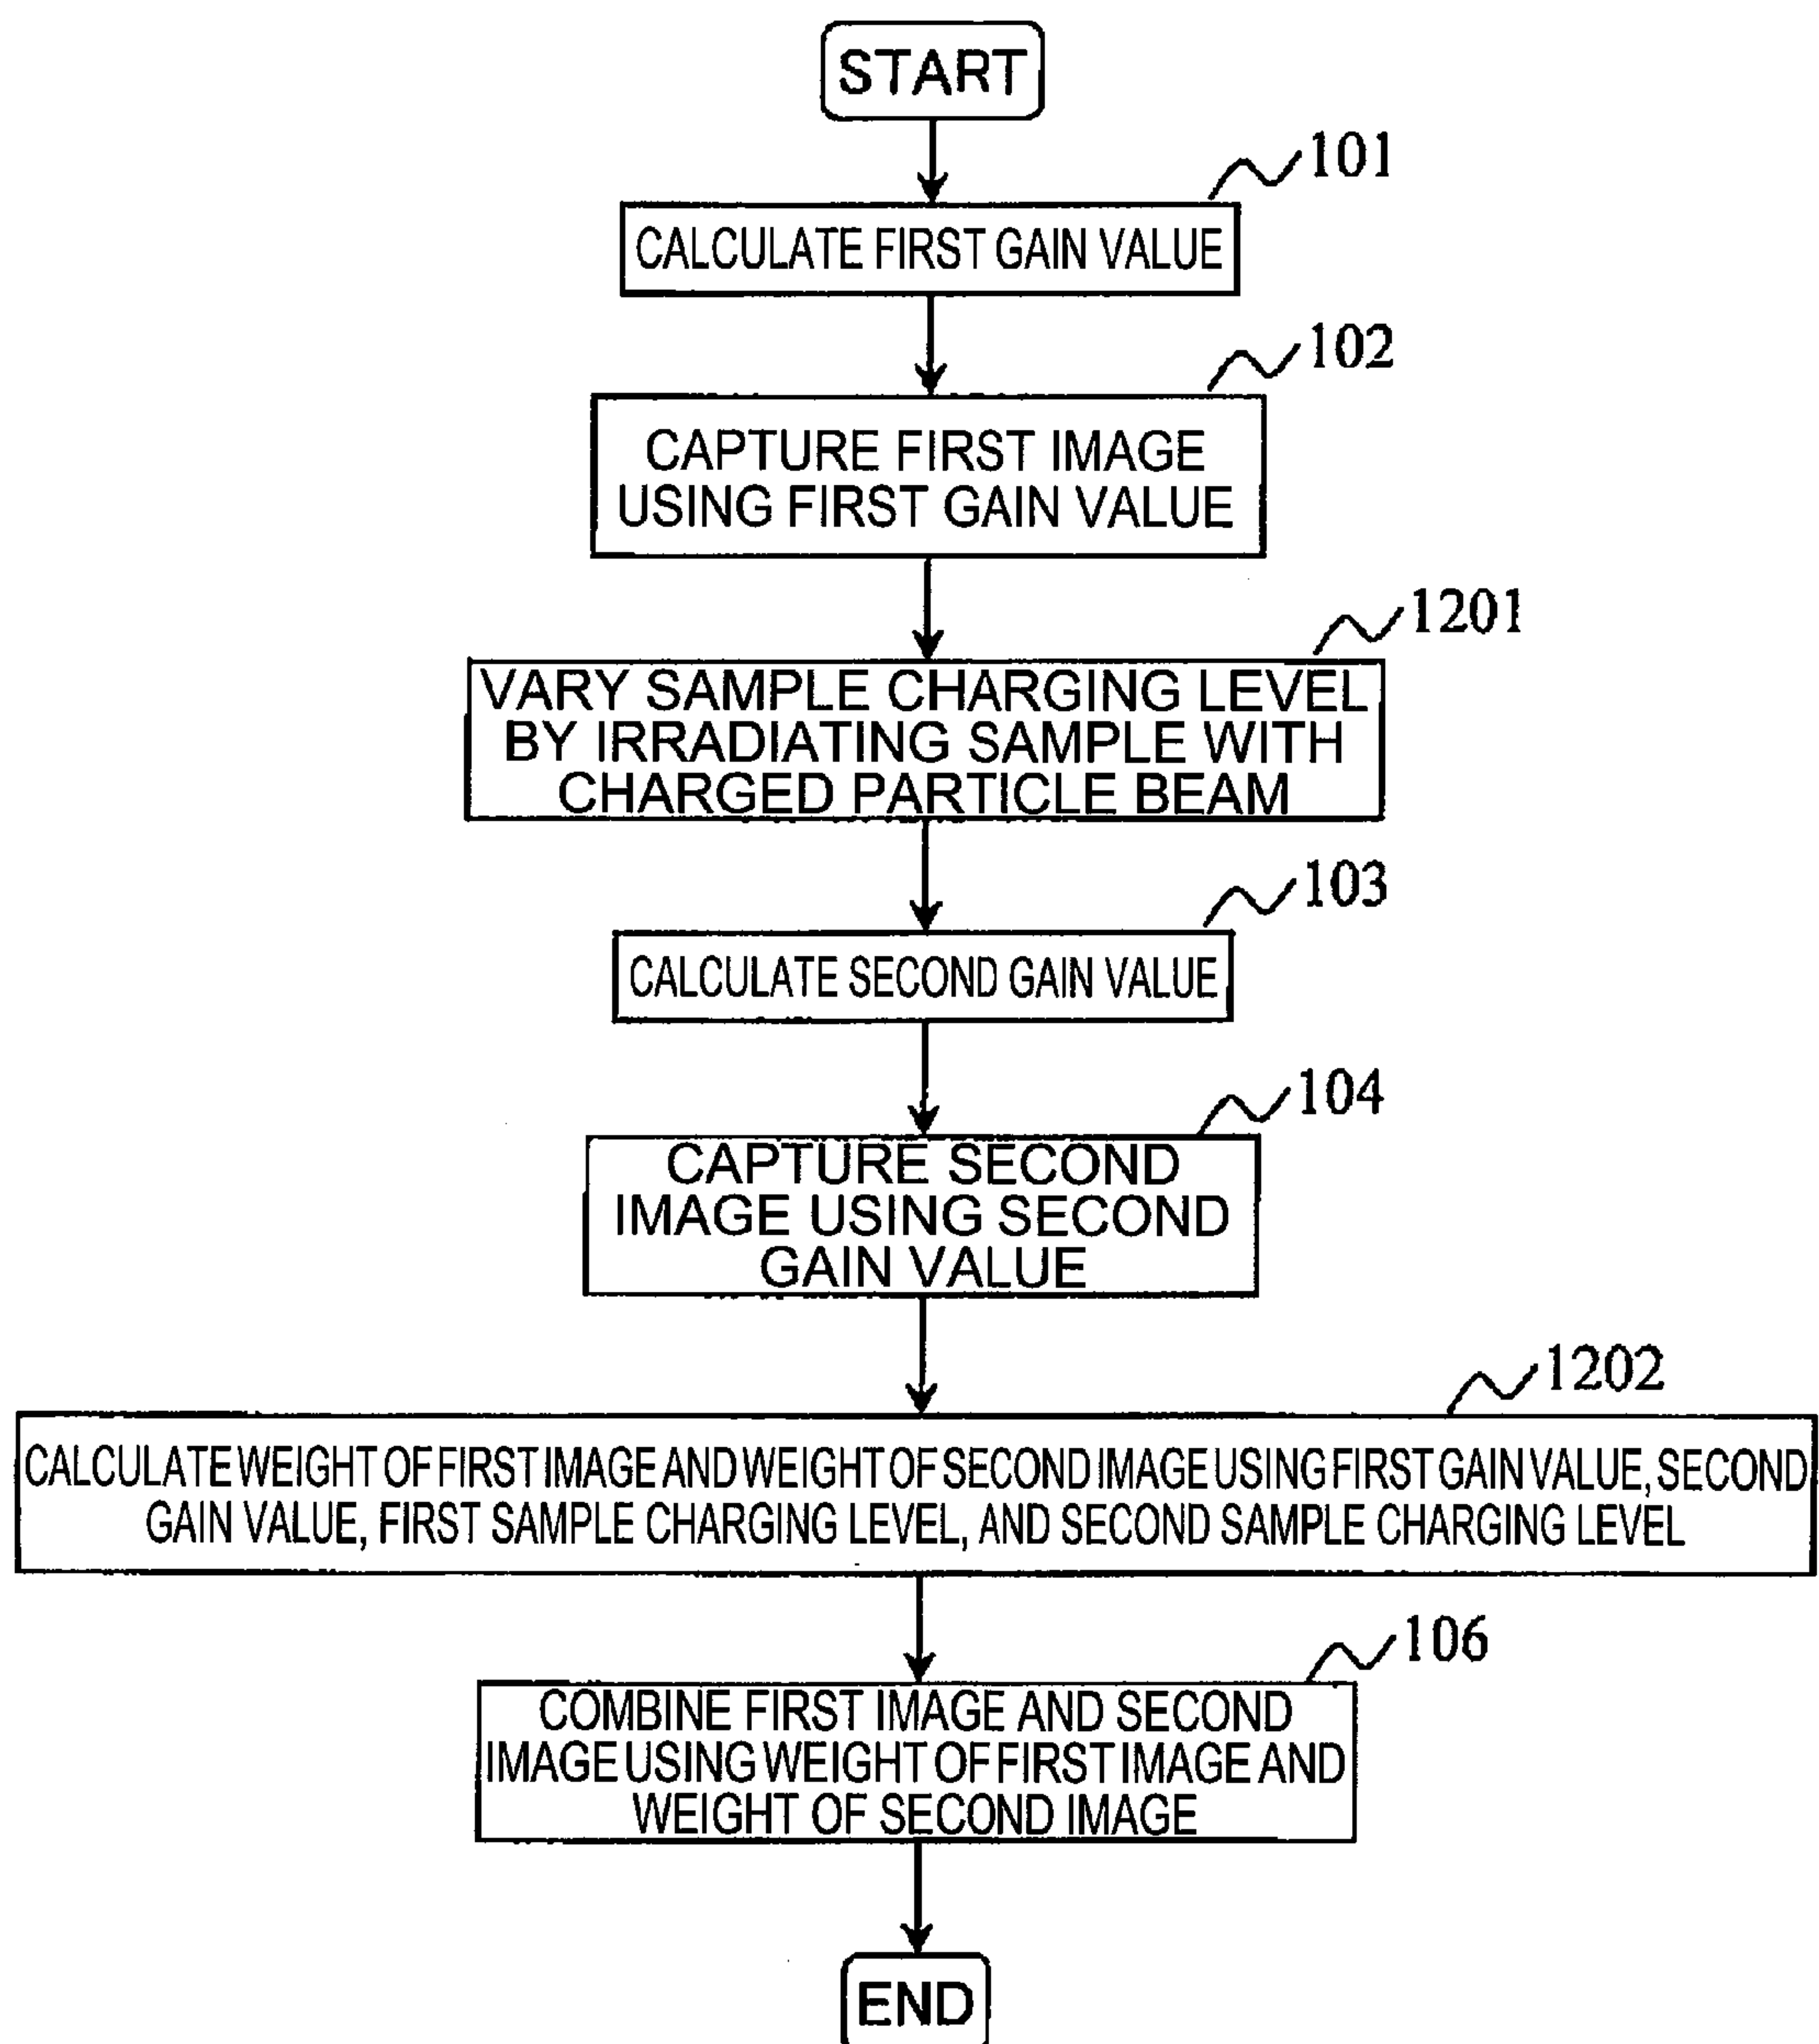 START
101
CALCULATE FIRST GAIN VALUE
102
CAPTURE FIRST IMAGE
USING FIRST GAIN VALUE
1201
VARY SAMPLE CHARGING LEVEL
BY IRRADIATING SAMPLE WITH
CHARGED PARTICLE BEAM
103
CALCULATE SECOND GAIN VALUE
104
CAPTURE SECOND
IMAGE USING SECOND
GAIN VALUE
1202
CALCULATE WEIGHT OF FIRST IMAGE AND WEIGHT OF SECOND IMAGE USING FIRST GAIN VALUE, SECOND
GAIN VALUE, FIRST SAMPLE CHARGING LEVEL, AND SECOND SAMPLE CHARGING LEVEL
106
COMBINE FIRST IMAGE AND SECOND
IMAGE USING WEIGHT OF FIRST IMAGE AND
WEIGHT OF SECOND IMAGE
END